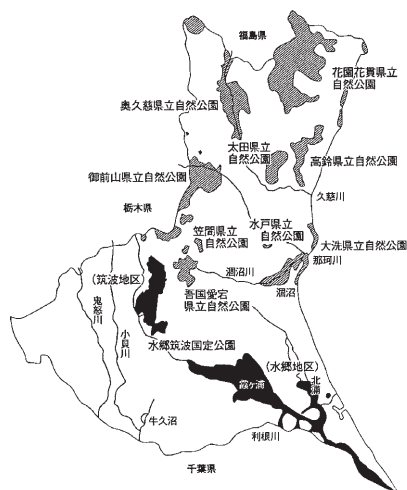 福島県
花園花貫県立
自然公園
奥久慈県立自然公園
太田県立
自然公園
高鈴県立自然公園
御前山県立自然公園
久慈川
栃木県
水戸県立
自然公園
笠間県立
自然公園
大洗県立自然公園
那珂川
涸沼川
涸沼
(筑波地区)
吾国愛宕
県立自然公園
鬼怒川
小貝川
水郷筑波国定公園
(水郷地区)
霞ヶ浦
北浦
牛久沼
利根川
千葉県